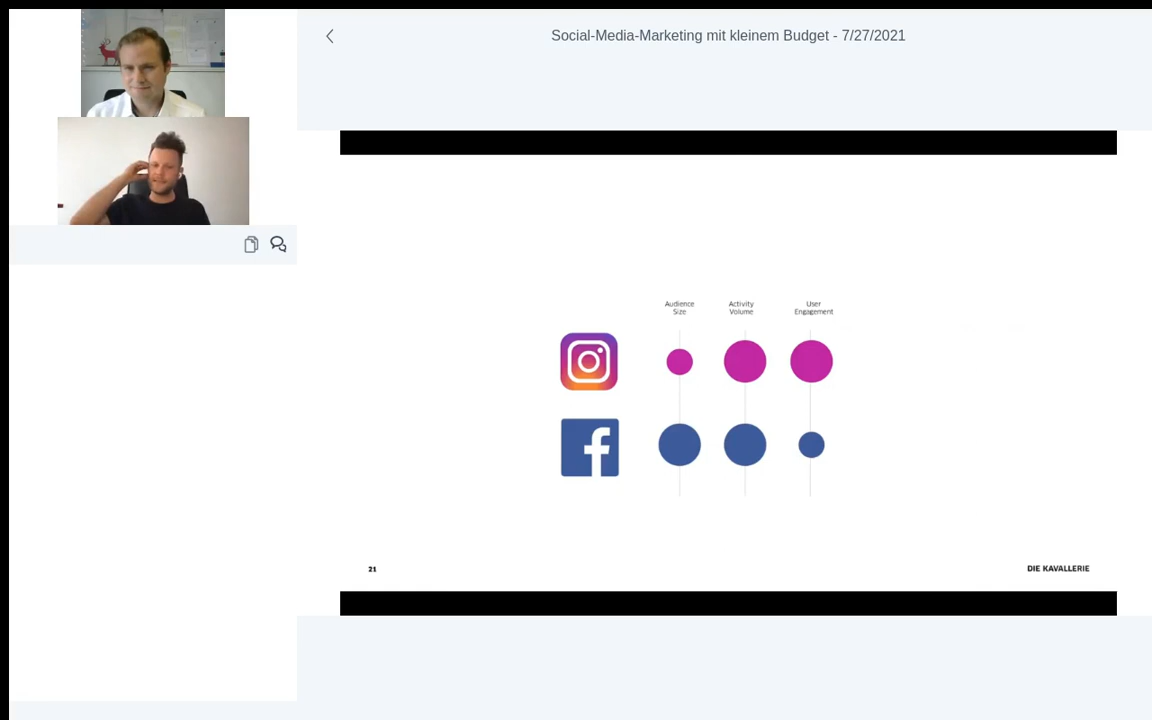 Social-Media-Marketing mit kleinem Budget - 7/27/2021
Audience
Size
Activity
Volume
User
Engagement
21
DIE KAVALLERIE